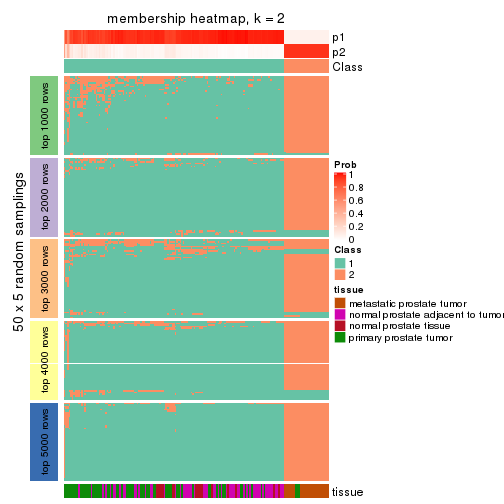 membership heatmap, k = 2
p1
p2
Class
50 x 5 random samplings
top 1000 rows
top 2000 rows
top 3000 rows
top 4000 rows
top 5000 rows
Prob
1
0.8
0.6
0.4
0.2
0
Class
1
2
tissue
metastatic prostate tumor
normal prostate adjacent to tumor
normal prostate tissue
primary prostate tumor
tissue